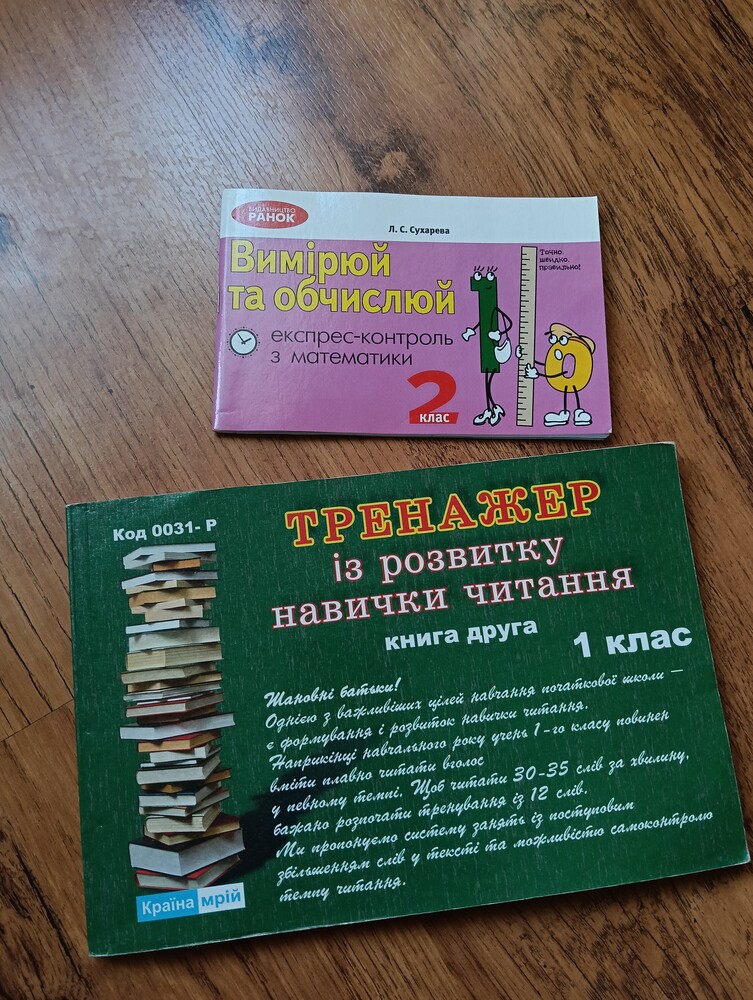 ВИДАВНИЦТВО
РАНОК
Л. С. Сухарева
Вимірюй
та обчислюй
експрес-контроль
з математики
2
клас
Точно,
швидко,
правильно!
Код 0031- Р
ТРЕНАЖЕР
із розвитку
навички читання
книга друга
1 клас
Шановні батьки!
Однією з важливіших цілей навчання початкової школи –
є формування і розвиток навички читання.
Наприкінці навчального року учень 1-го класу повинен
вміти плавно читати вголос
у певному темпі. Щоб читати 30-35 слів за хвилину,
бажано розпочати тренування із 12 слів.
Ми пропонуємо систему занять із поступовим
збільшенням слів у тексті та можливістю самоконтролю
темпу читання.
Країна мрій